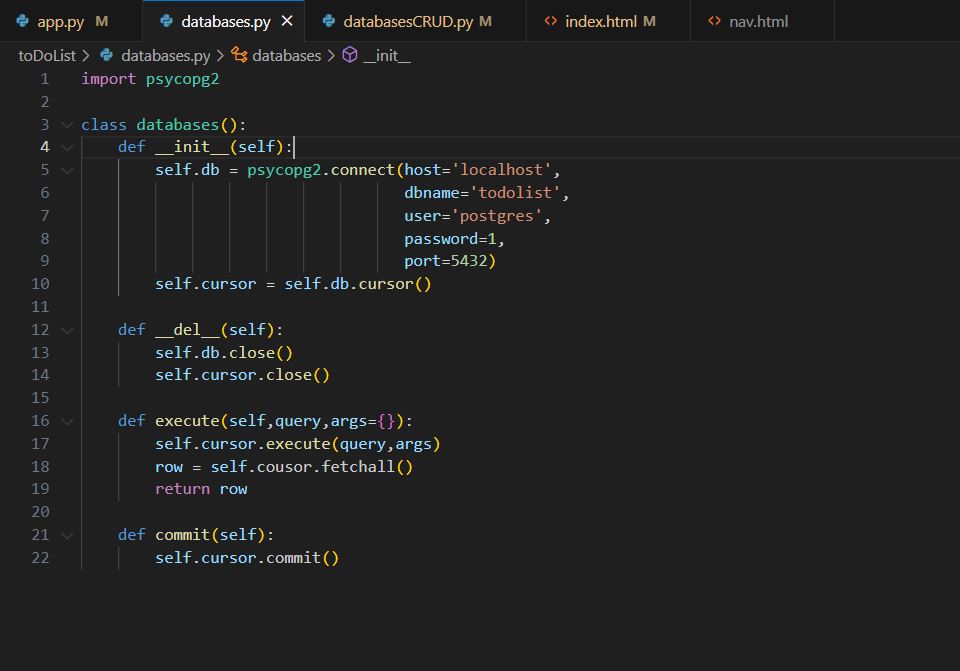 app.py M databases.py × databasesCRUD.py M <> index.html M <> nav.html
toDoList > databases.py > databases > __init__
1 import psycopg2
2
3 class databases():
4 def __init__(self):
5 self.db = psycopg2.connect(host='localhost',
6 dbname='todolist',
7 user='postgres',
8 password=1,
9 port=5432)
10 self.cursor = self.db.cursor()
11
12 def __del__(self):
13 self.db.close()
14 self.cursor.close()
15
16 def execute(self,query,args={}):
17 self.cursor.execute(query,args)
18 row = self.cousor.fetchall()
19 return row
20
21 def commit(self):
22 self.cursor.commit()